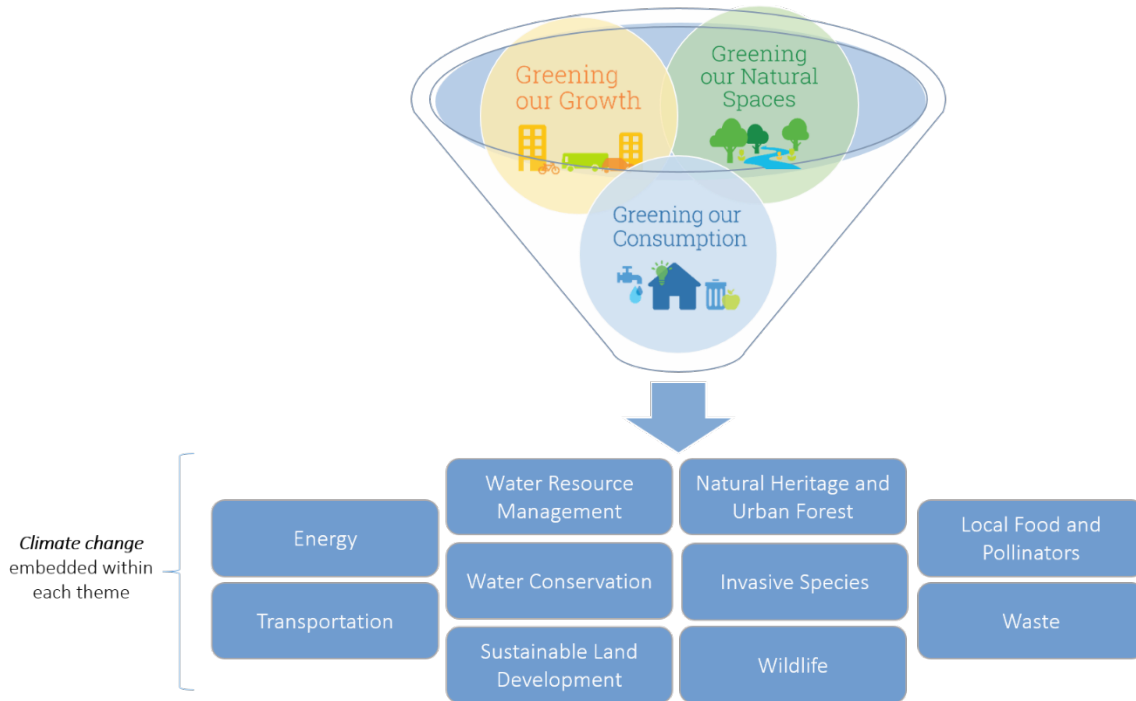 Greening
our Growth
Greening
our Natural
Spaces
Greening our
Consumption
Climate change
embedded within
each theme
Energy
Transportation
Water Resource
Management
Water Conservation
Sustainable Land
Development
Natural Heritage and
Urban Forest
Invasive Species
Wildlife
Local Food and
Pollinators
Waste